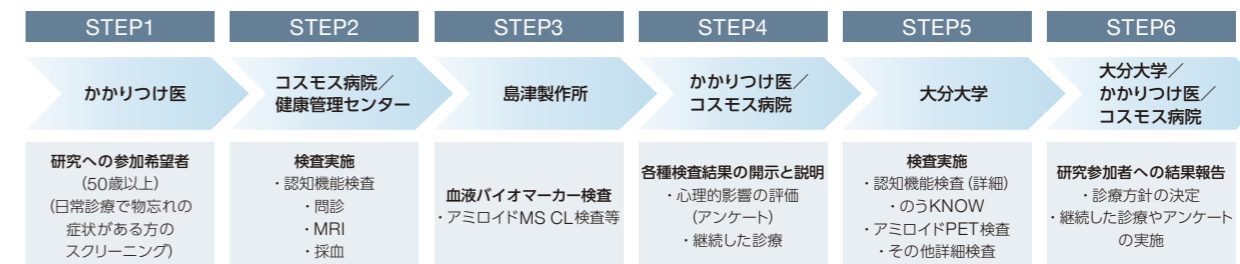 STEP1
かかりつけ医
研究への参加希望者
(50歳以上)
(日常診療で物忘れの
症状がある方の
スクリーニング)
STEP2
コスモス病院/
健康管理センター
検査実施
・認知機能検査
・問診
・MRI
・採血
STEP3
島津製作所
血液バイオマーカー検査
・アミロイドMS CL検査等
STEP4
かかりつけ医/
コスモス病院
各種検査結果の開示と説明
・心理的影響の評価
(アンケート)
・継続した診療
STEP5
大分大学
検査実施
・認知機能検査(詳細)
・のうKNOW
・アミロイドPET検査
・その他詳細検査
STEP6
大分大学/
かかりつけ医/
コスモス病院
研究参加者への結果報告
・診療方針の決定
・継続した診療やアンケート
の実施